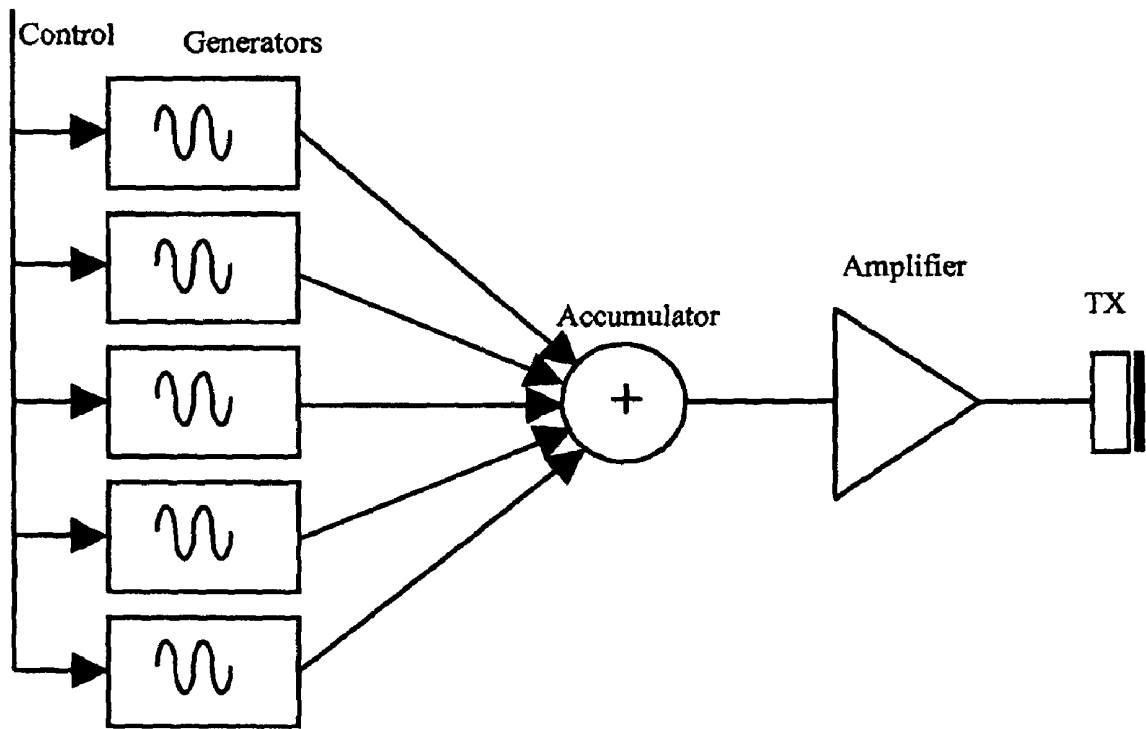 Control
Generators
Accumulator
+
Amplifier
TX